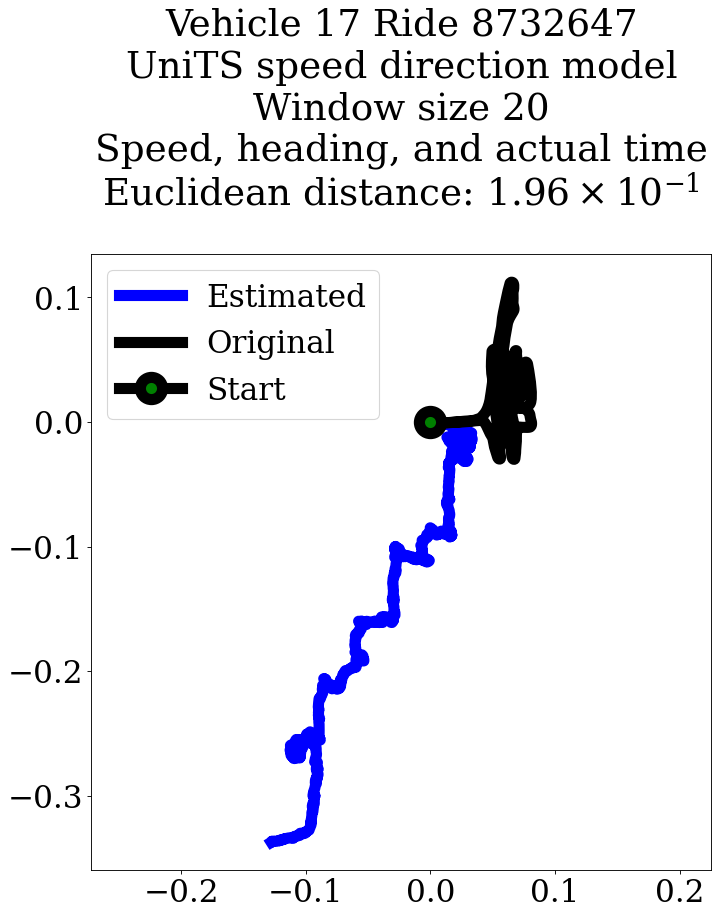 Vehicle 17 Ride 8732647
UniTS speed direction model
Window size 20
Speed, heading, and actual time
Euclidean distance: 1.96 × 10⁻¹
Estimated
Original
Start
0.1
0.0
−0.1
−0.2
−0.3
−0.2 −0.1 0.0 0.1 0.2